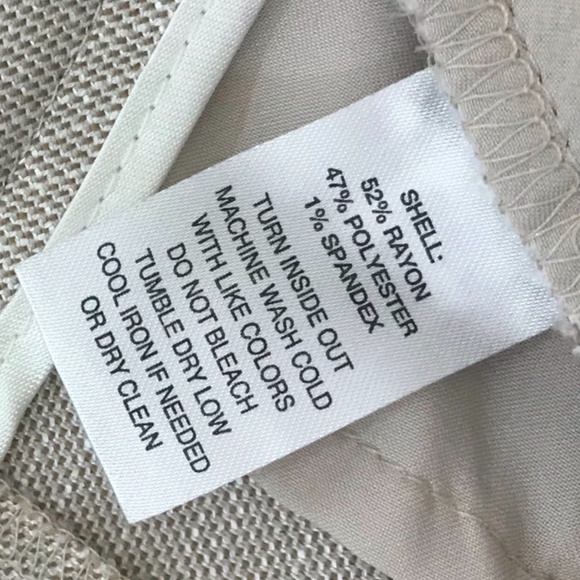 SHELL:
52% RAYON
47% POLYESTER
1% SPANDEX
TURN INSIDE OUT
MACHINE WASH COLD
WITH LIKE COLORS
DO NOT BLEACH
TUMBLE DRY LOW
COOL IRON IF NEEDED
OR DRY CLEAN